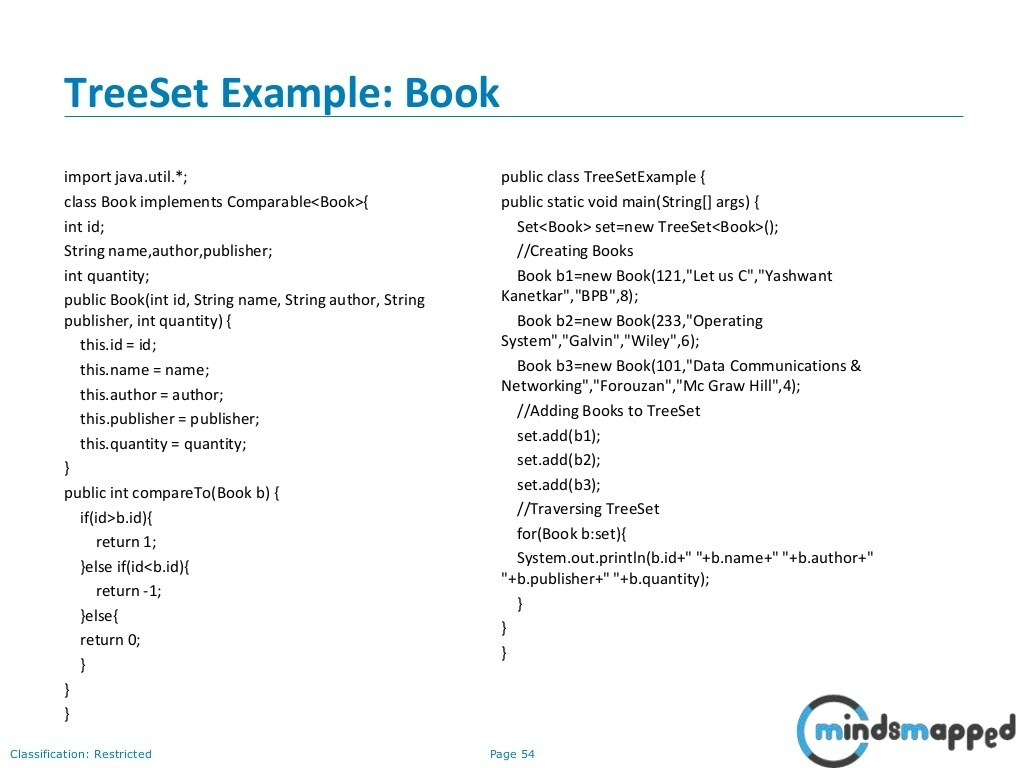 TreeSet Example: Book
import java.util.*;
class Book implements Comparable<Book>{
int id;
String name,author,publisher;
int quantity;
public Book(int id, String name, String author, String
publisher, int quantity) {
this.id = id;
this.name = name;
this.author = author;
this.publisher = publisher;
this.quantity = quantity;
}
public int compareTo(Book b) {
if(id>b.id){
return 1;
}else if(id<b.id){
return -1;
}else{
return 0;
}
}
}
public class TreeSetExample {
public static void main(String[] args) {
Set<Book> set=new TreeSet<Book>();
//Creating Books
Book b1=new Book(121,"Let us C","Yashwant
Kanetkar","BPB",8);
Book b2=new Book(233,"Operating
System","Galvin","Wiley",6);
Book b3=new Book(101,"Data Communications &
Networking","Forouzan","Mc Graw Hill",4);
//Adding Books to TreeSet
set.add(b1);
set.add(b2);
set.add(b3);
//Traversing TreeSet
for(Book b:set){
System.out.println(b.id+" "+b.name+" "+b.author+"
"+b.publisher+" "+b.quantity);
}
}
}
Classification: Restricted
Page 54
mindsmapped